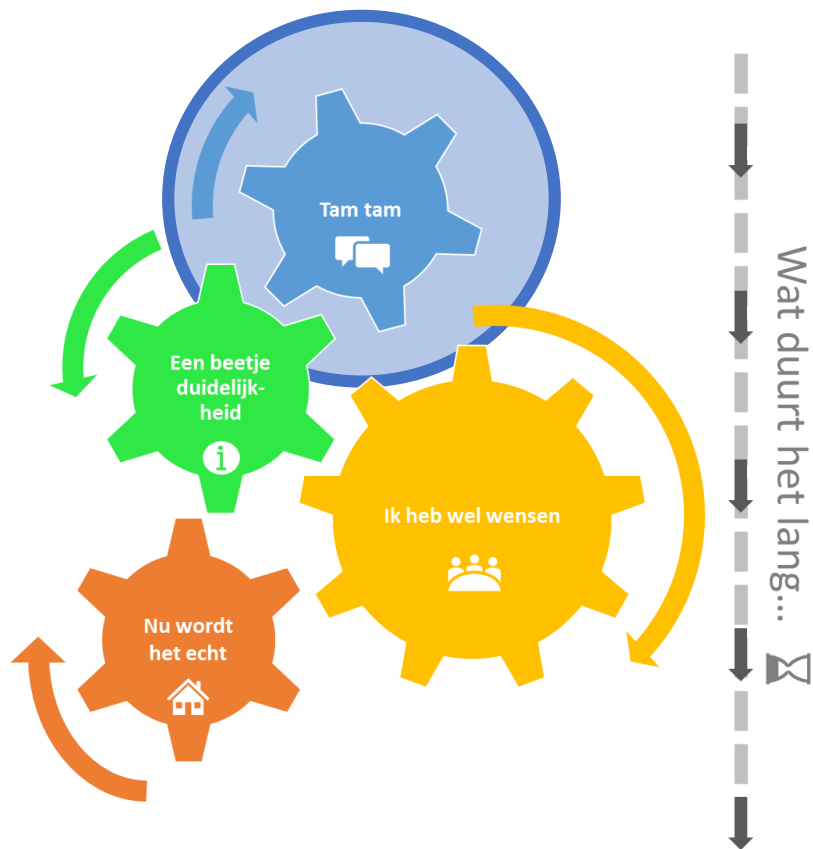 Tam tam
Een beetje
duidelijk-
heid
Ik heb wel wensen
Nu wordt
het echt
Wat duurt het lang...